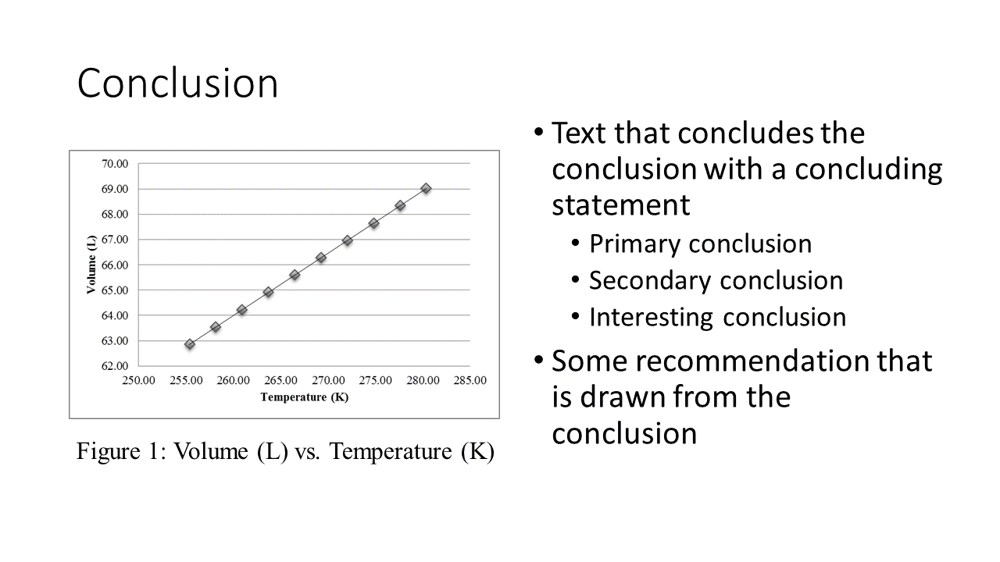 Conclusion
70.00
69.00
68.00
67.00
66.00
65.00
64.00
63.00
62.00
Volume (L)
250.00 255.00 260.00 265.00 270.00 275.00 280.00 285.00
Temperature (K)
Figure 1: Volume (L) vs. Temperature (K)
• Text that concludes the
conclusion with a concluding
statement
• Primary conclusion
• Secondary conclusion
• Interesting conclusion
• Some recommendation that
is drawn from the
conclusion